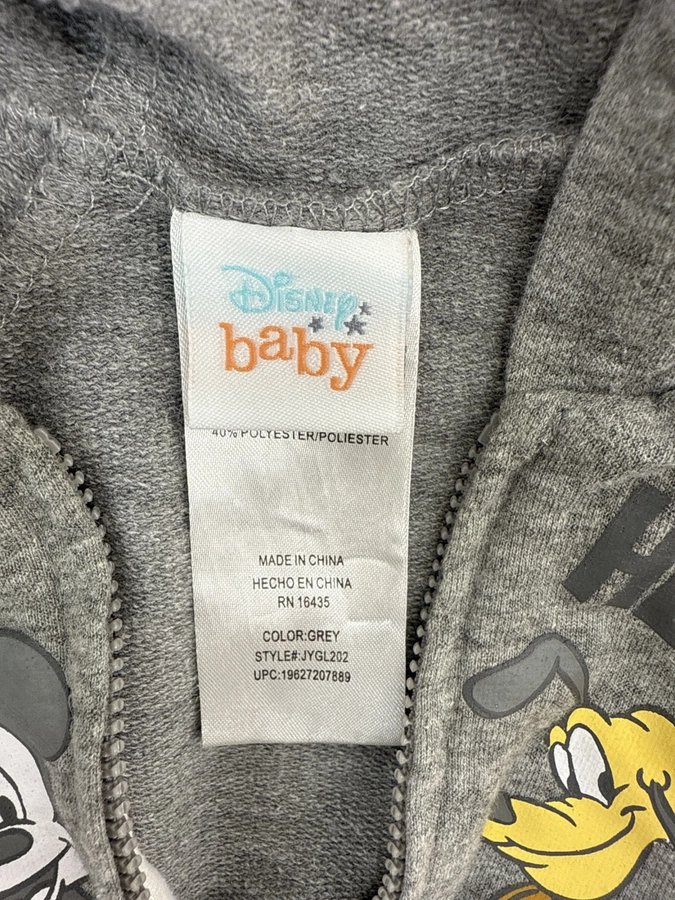 Disney
baby
40% POLYESTER/POLIESTER
MADE IN CHINA
HECHO EN CHINA
RN 16435
COLOR:GREY
STYLE#:JYGL202
UPC:19627207889